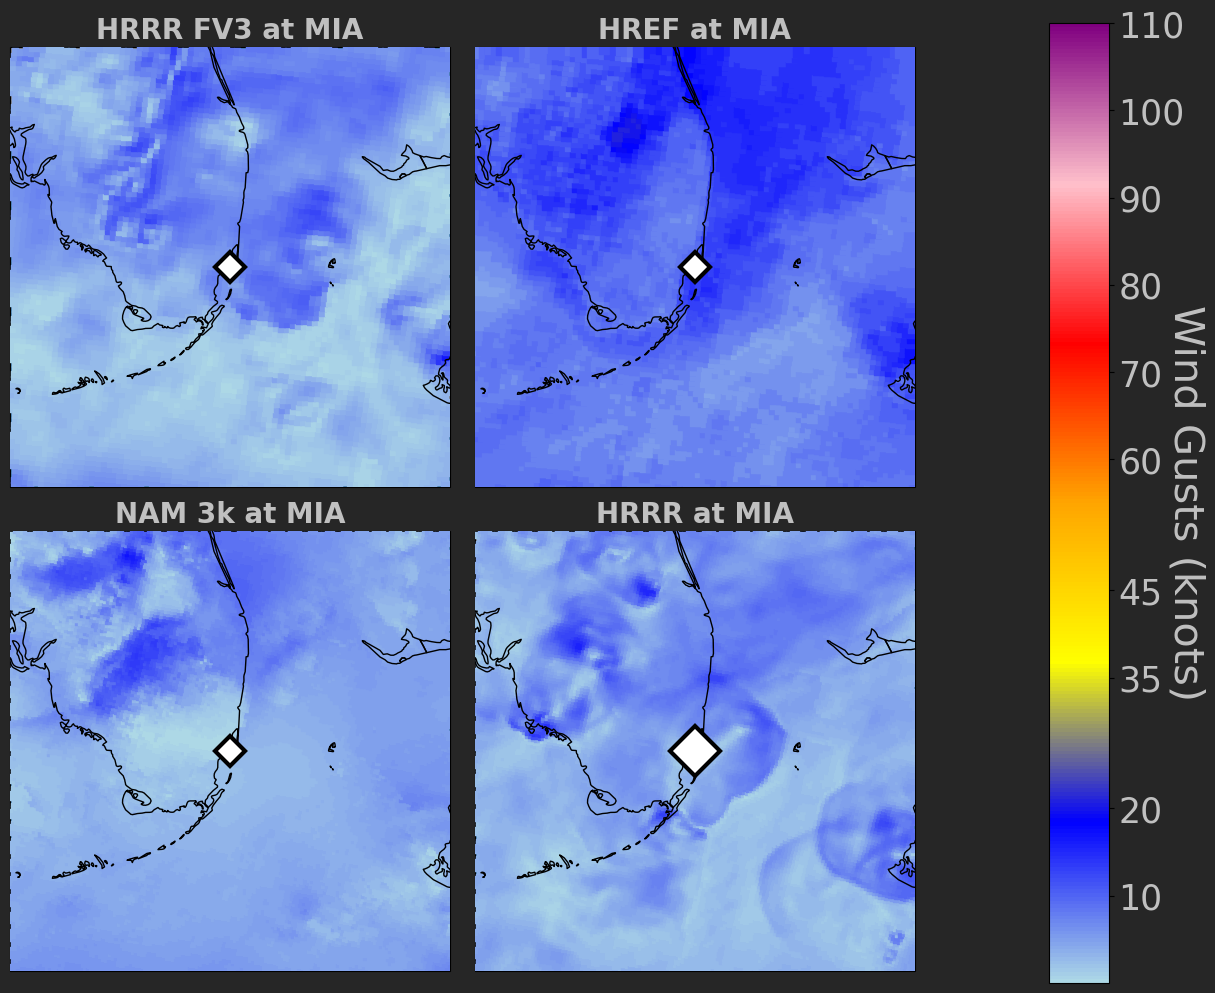 HRRR FV3 at MIA
HREF at MIA
NAM 3k at MIA
HRRR at MIA
110
100
90
80
70
60
45
35
20
10
Wind Gusts (knots)